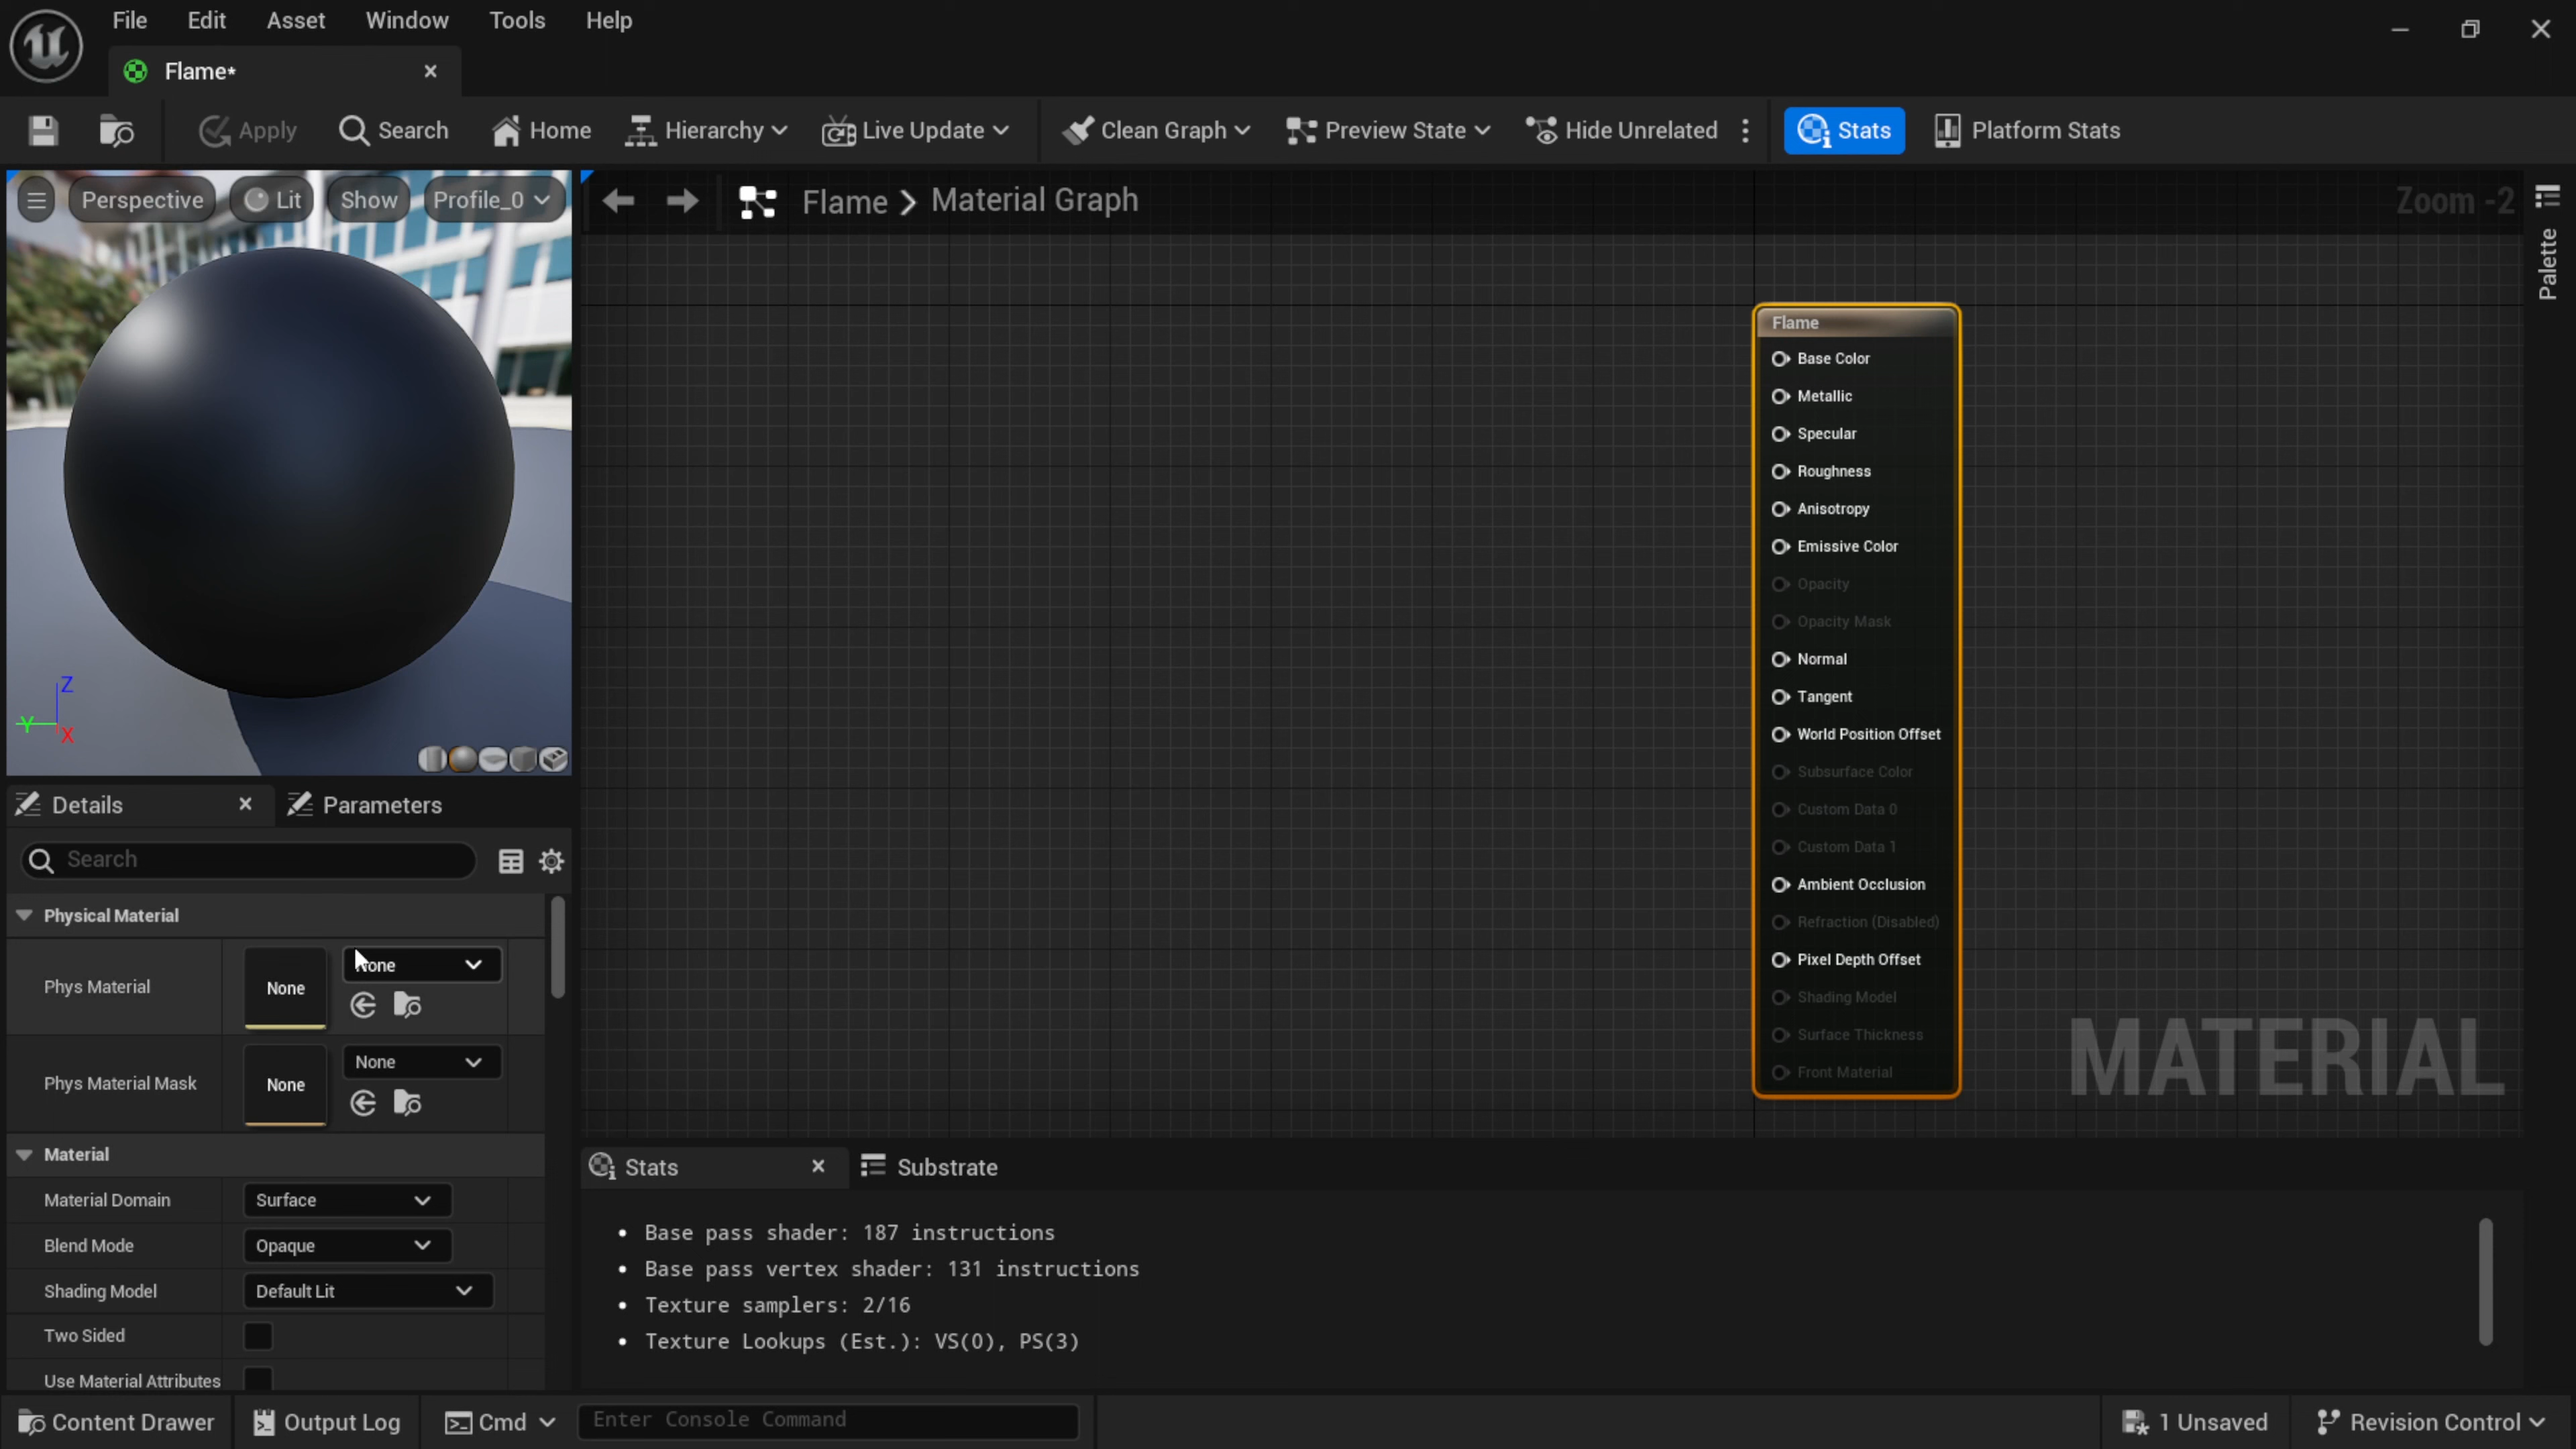 File Edit Asset Window Tools Help
Flame*
Apply Search Home Hierarchy Live Update Clean Graph Preview State Hide Unrelated Stats Platform Stats
Perspective Lit Show Profile_0
Flame > Material Graph
Zoom -2
Palette
Flame
Base Color
Metallic
Specular
Roughness
Anisotropy
Emissive Color
Opacity
Opacity Mask
Normal
Tangent
World Position Offset
Subsurface Color
Custom Data 0
Custom Data 1
Ambient Occlusion
Refraction (Disabled)
Pixel Depth Offset
Shading Model
Surface Thickness
Front Material
MATERIAL
Z
Y
X
Details Parameters
Search
Physical Material
Phys Material None None
Phys Material Mask None None
Material
Material Domain Surface
Blend Mode Opaque
Shading Model Default Lit
Two Sided
Use Material Attributes
Stats Substrate
• Base pass shader: 187 instructions
• Base pass vertex shader: 131 instructions
• Texture samplers: 2/16
• Texture Lookups (Est.): VS(0), PS(3)
Content Drawer Output Log Cmd Enter Console Command 1 Unsaved Revision Control